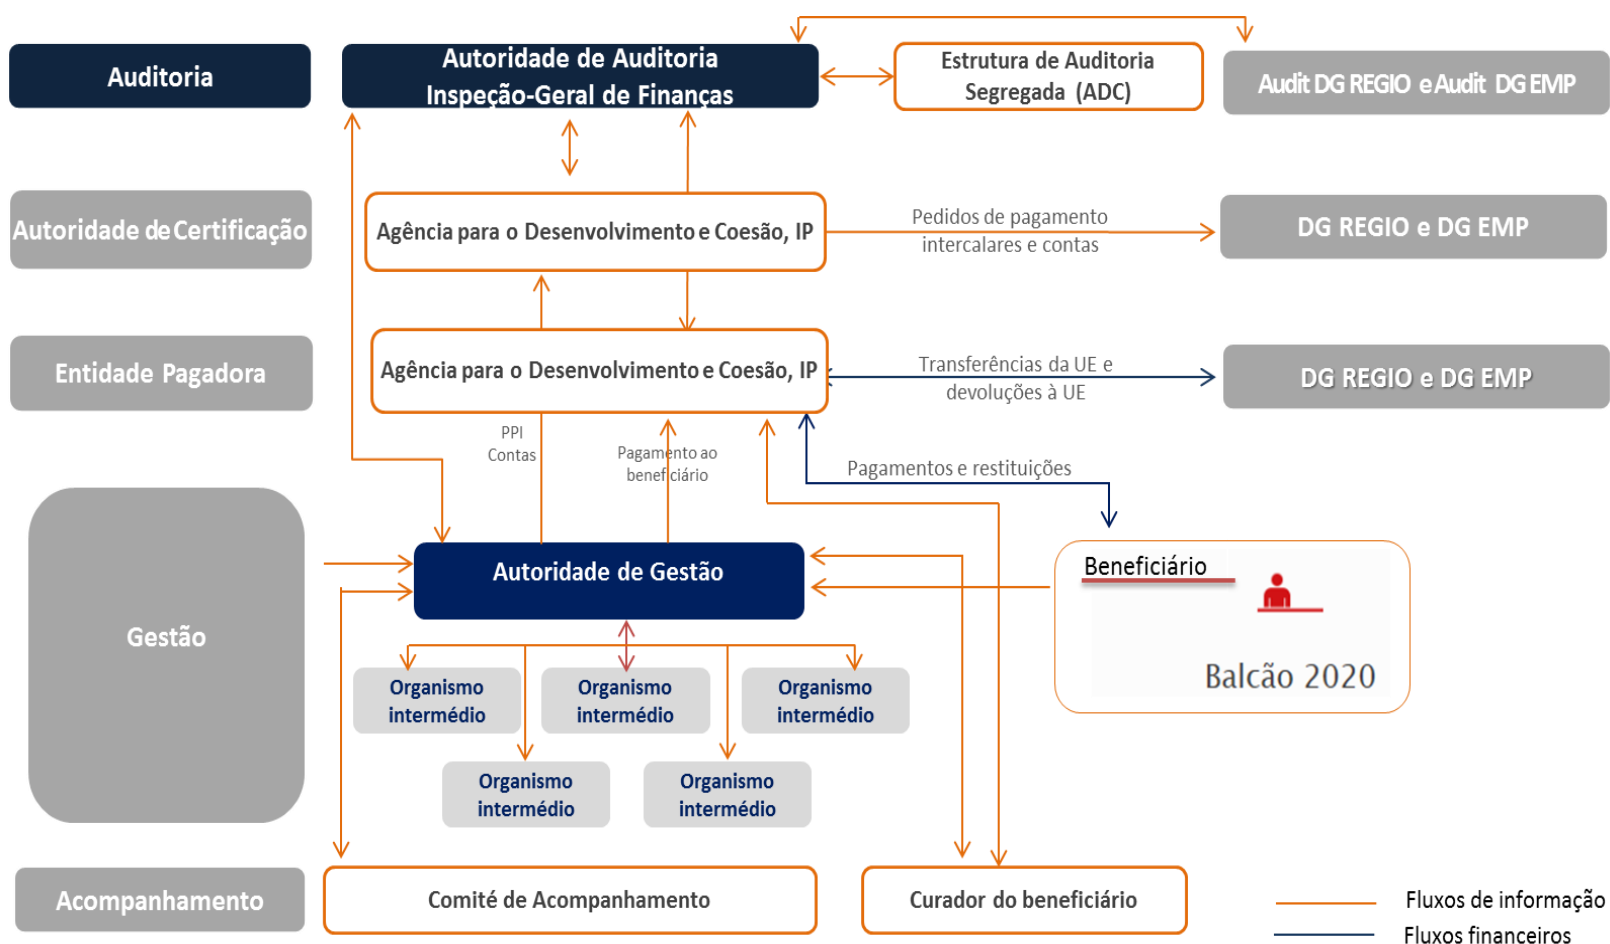 Auditoria
Autoridade de Auditoria
Inspeção-Geral de Finanças
Estrutura de Auditoria
Segregada (ADC)
Audit DG REGIO e Audit DG EMP
Autoridade de Certificação
Agência para o Desenvolvimento e Coesão, IP
Pedidos de pagamento
intercalares e contas
DG REGIO e DG EMP
Entidade Pagadora
Agência para o Desenvolvimento e Coesão, IP
Transferências da UE e
devoluções à UE
DG REGIO e DG EMP
PPI
Contas
Pagamento ao
beneficiário
Pagamentos e restituições
Gestão
Autoridade de Gestão
Beneficiário
Balcão 2020
Organismo
intermédio
Organismo
intermédio
Organismo
intermédio
Organismo
intermédio
Organismo
intermédio
Acompanhamento
Comité de Acompanhamento
Curador do beneficiário
Fluxos de informação
Fluxos financeiros